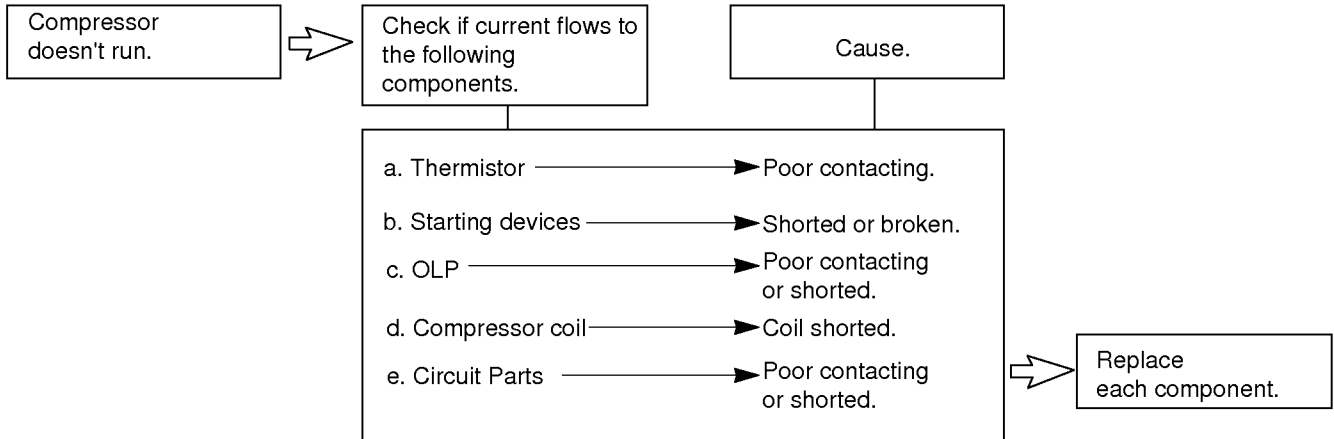 Compressor
doesn't run.
Check if current flows to
the following
components.
Cause.
a. Thermistor
Poor contacting.
b. Starting devices
Shorted or broken.
c. OLP
Poor contacting
or shorted.
d. Compressor coil
Coil shorted.
e. Circuit Parts
Poor contacting
or shorted.
Replace
each component.